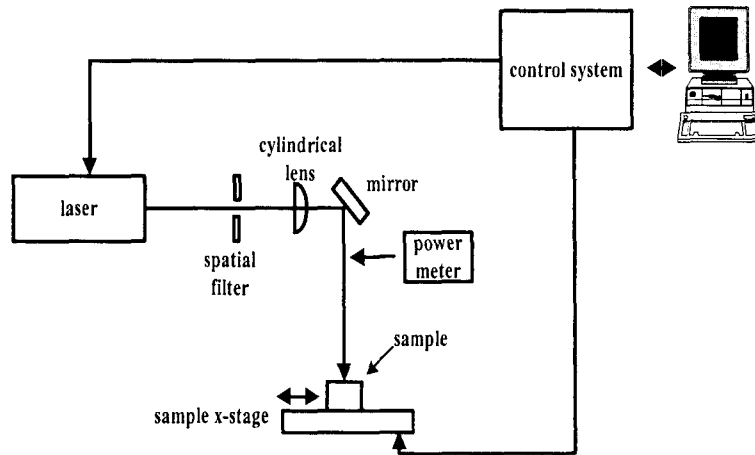 control system
cylindrical
lens
mirror
laser
spatial
filter
power
meter
sample
sample x-stage